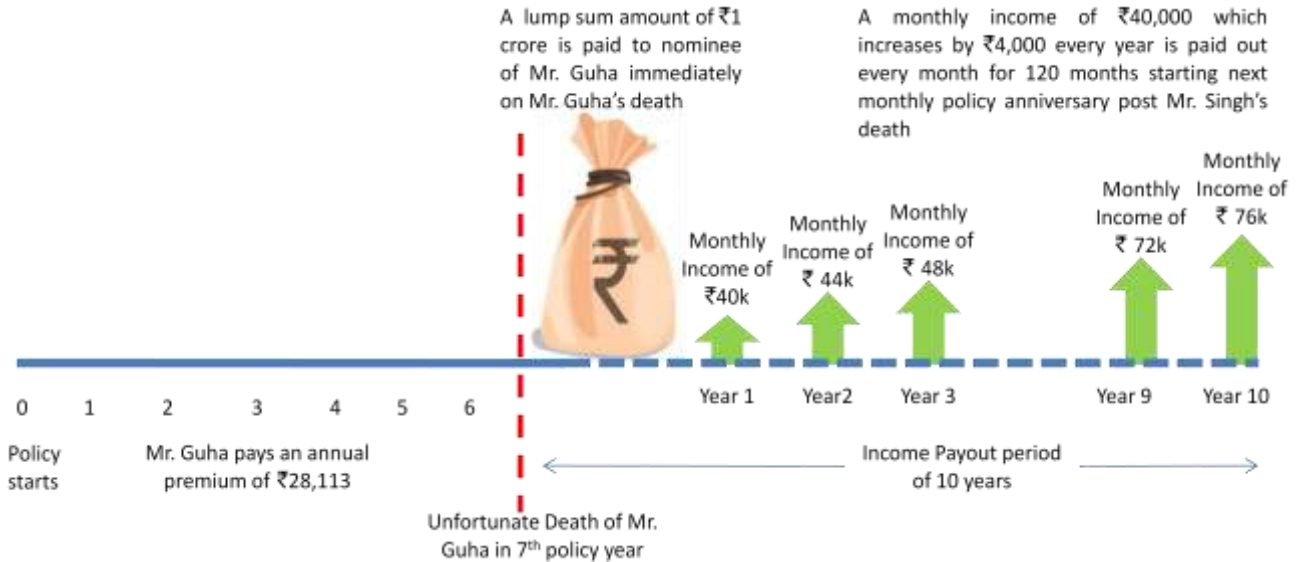 A lump sum amount of ₹1
crore is paid to nominee
of Mr. Guha immediately
on Mr. Guha's death
A monthly income of ₹40,000 which
increases by ₹4,000 every year is paid out
every month for 120 months starting next
monthly policy anniversary post Mr. Singh's
death
₹
Monthly
Income of
₹40k
Monthly
Income of
₹ 44k
Monthly
Income of
₹ 48k
Monthly
Income of
₹ 72k
Monthly
Income of
₹ 76k
0 1 2 3 4 5 6
Year 1 Year2 Year 3 Year 9 Year 10
Policy
starts
Mr. Guha pays an annual
premium of ₹28,113
Income Payout period
of 10 years
Unfortunate Death of Mr.
Guha in 7th policy year